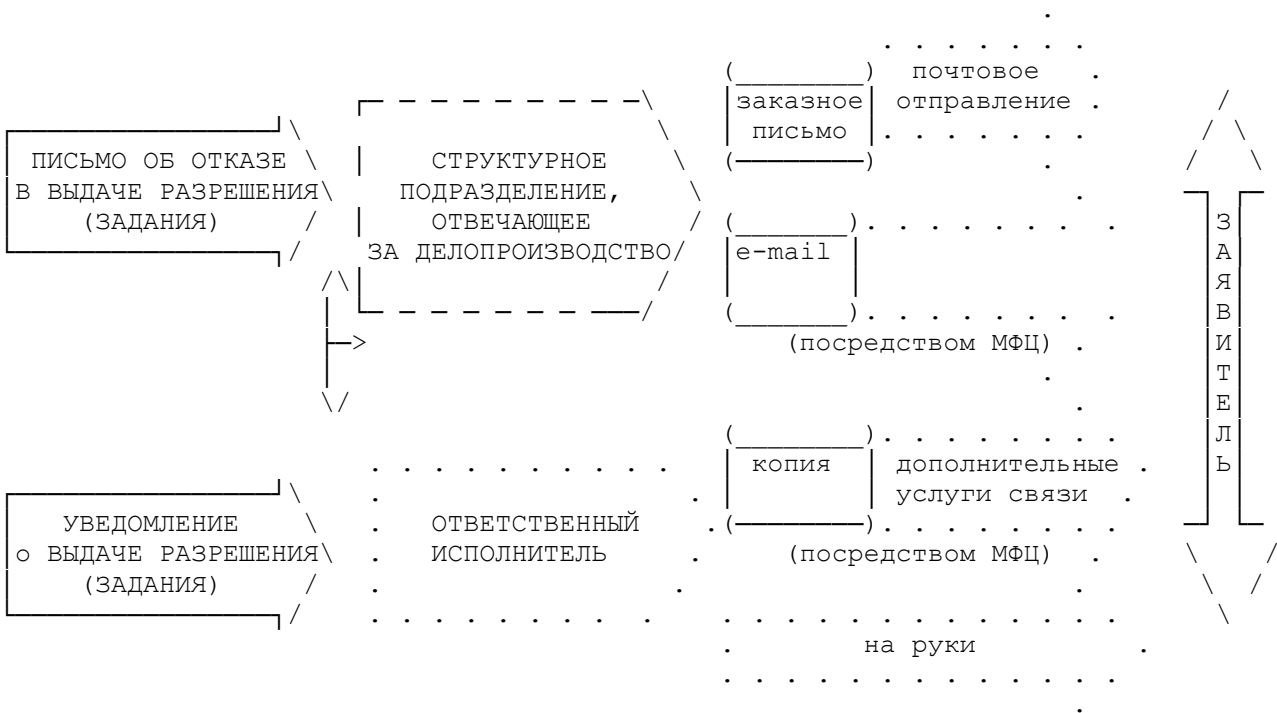 почтовое
отправление
заказное
письмо
ПИСЬМО ОБ ОТКАЗЕ
В ВЫДАЧЕ РАЗРЕШЕНИЯ
(ЗАДАНИЯ)
СТРУКТУРНОЕ
ПОДРАЗДЕЛЕНИЕ,
ОТВЕЧАЮЩЕЕ
ЗА ДЕЛОПРОИЗВОДСТВО
e-mail
(посредством МФЦ)
ЗАЯВИТЕЛЬ
копия
дополнительные
услуги связи
УВЕДОМЛЕНИЕ
о ВЫДАЧЕ РАЗРЕШЕНИЯ
(ЗАДАНИЯ)
ОТВЕТСТВЕННЫЙ
ИСПОЛНИТЕЛЬ
(посредством МФЦ)
на руки